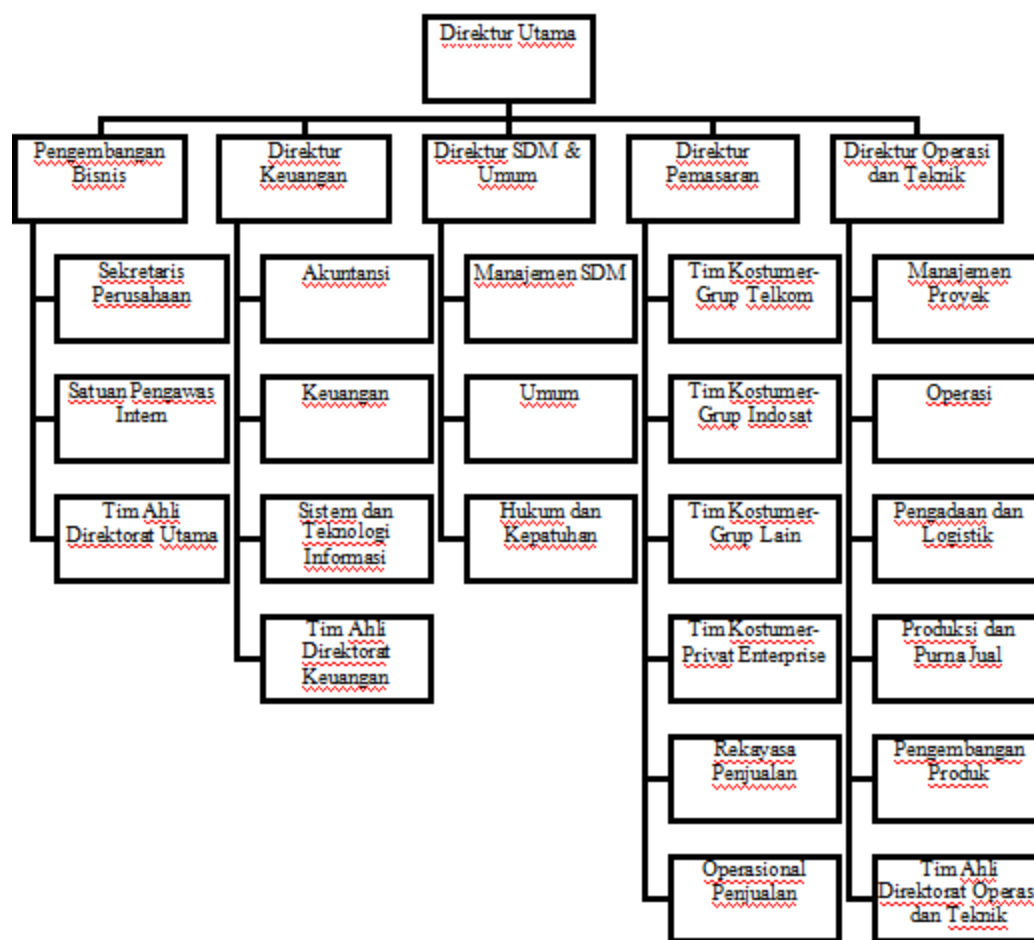 Direktur Utama
Pengembangan
Bisnis
Direktur
Keuangan
Direktur SDM &
Umum
Direktur
Pemasaran
Direktur Operasi
dan Teknik
Sekretaris
Perusahaan
Satuan Pengawas
Intern
Tim Ahli
Direktorat Utama
Akuntansi
Keuangan
Sistem dan
Teknologi
Informasi
Tim Ahli
Direktorat
Keuangan
Manajemen SDM
Umum
Hukum dan
Kepatuhan
Tim Kostumer-
Grup Telkom
Tim Kostumer-
Grup Indosat
Tim Kostumer-
Grup Lain
Tim Kostumer-
Privat Enterprise
Rekayasa
Penjualan
Operasional
Penjualan
Manajemen
Proyek
Operasi
Pengadaan dan
Logistik
Produksi dan
Purna Jual
Pengembangan
Produk
Tim Ahli
Direktorat Operasi
dan Teknik